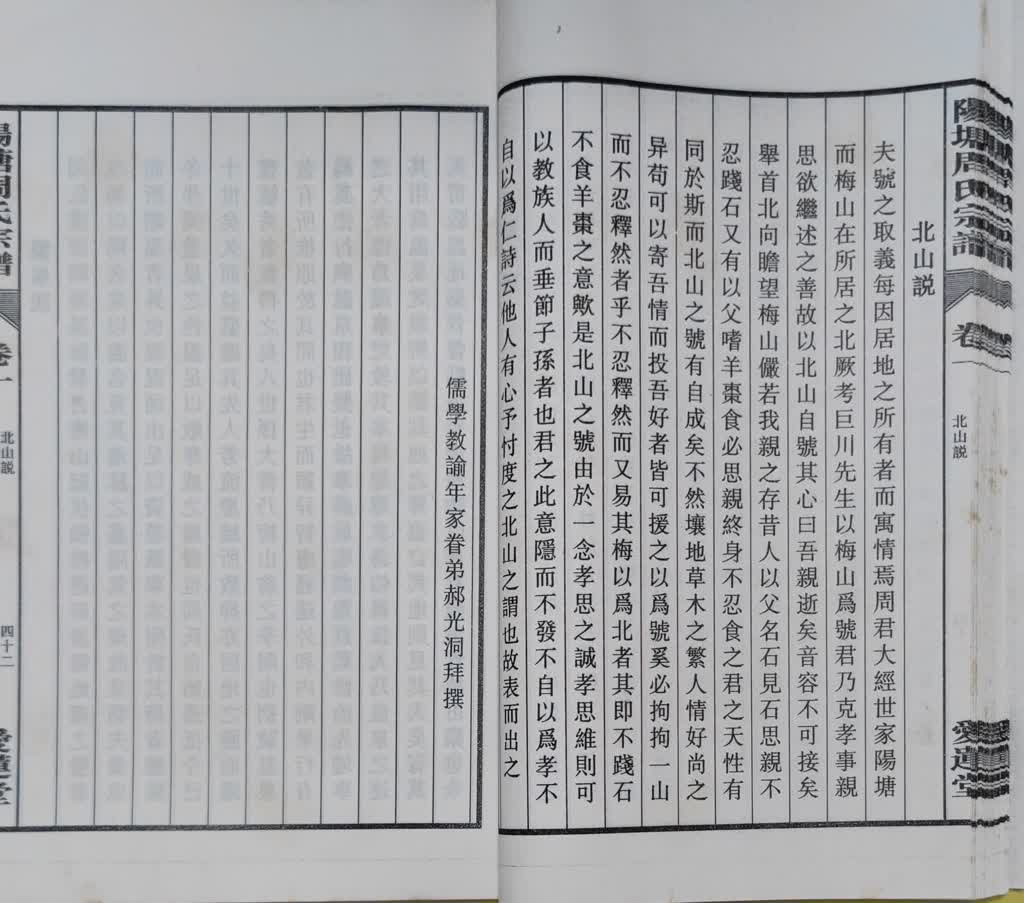 陽塘周氏宗譜
卷一
北山説
愛蓮堂
北山説
夫號之取義每因居地之所有者而寓情焉周君大經世家陽塘
而梅山在所居之北厥考巨川先生以梅山爲號君乃克孝事親
思欲繼述之善故以北山自號其心曰吾親逝矣音容不可接矣
舉首北向瞻望梅山儼若我親之存昔人以父名石見石思親不
忍踐石又有以父嗜羊棗食必思親終身不忍食之君之天性有
同於斯而北山之號有自成矣不然壤地草木之繁人情好尚之
异苟可以寄吾情而投吾好者皆可援之以爲號奚必拘拘一山
而不忍釋然者乎不忍釋然而又易其梅以爲北者其即不踐石
不食羊棗之意歟是北山之號由於一念孝思之誠孝思維則可
以教族人而垂節子孫者也君之此意隱而不發不自以爲孝不
自以爲仁詩云他人有心予忖度之北山之謂也故表而出之
儒學教諭年家眷弟郝光洞拜撰
陽塘周氏宗譜
卷一
北山説
四十二
愛蓮堂